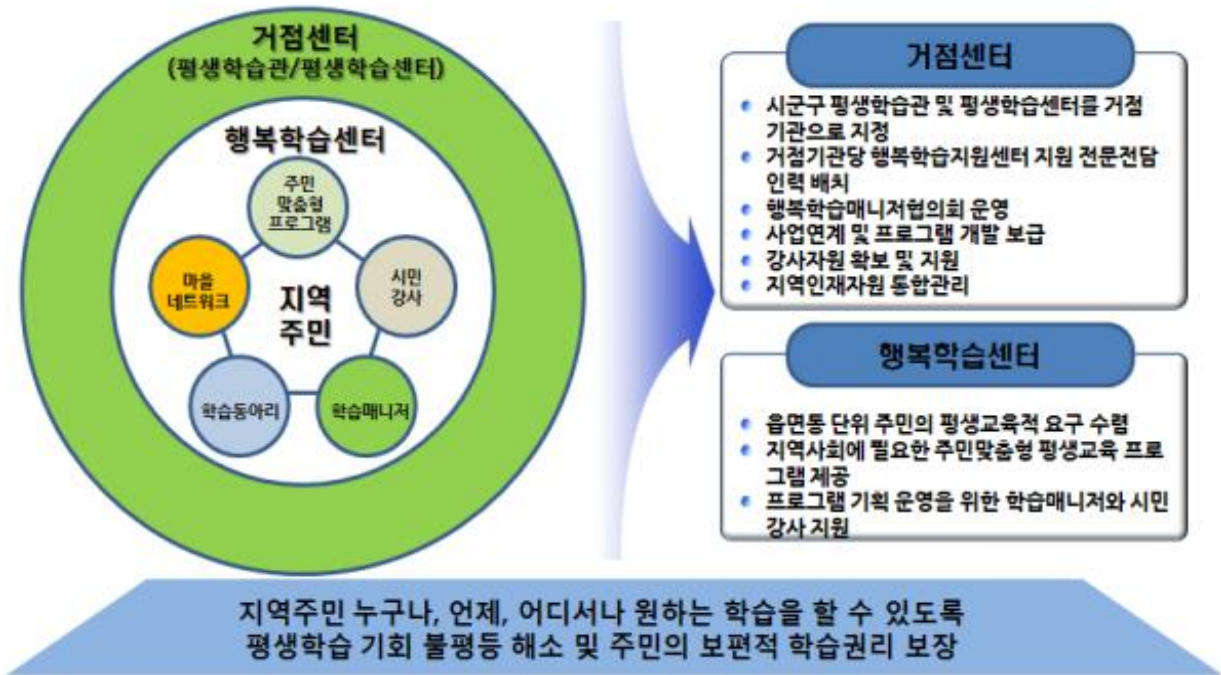 거점센터
(평생학습관/평생학습센터)
행복학습센터
주민
맞춤형
프로그램
마을
네트워크
시민
강사
지역
주민
학습동아리
학습매니저
거점센터
시군구 평생학습관 및 평생학습센터를 거점
기관으로 지정
거점기관당 행복학습지원센터 지원 전문전담
인력 배치
행복학습매니저협의회 운영
사업연계 및 프로그램 개발 보급
강사자원 확보 및 지원
지역인재자원 통합관리
행복학습센터
읍면동 단위 주민의 평생교육적 요구 수렴
지역사회에 필요한 주민맞춤형 평생교육 프로
그램 제공
프로그램 기획 운영을 위한 학습매니저와 시민
강사 지원
지역주민 누구나, 언제, 어디서나 원하는 학습을 할 수 있도록
평생학습 기회 불평등 해소 및 주민의 보편적 학습권리 보장